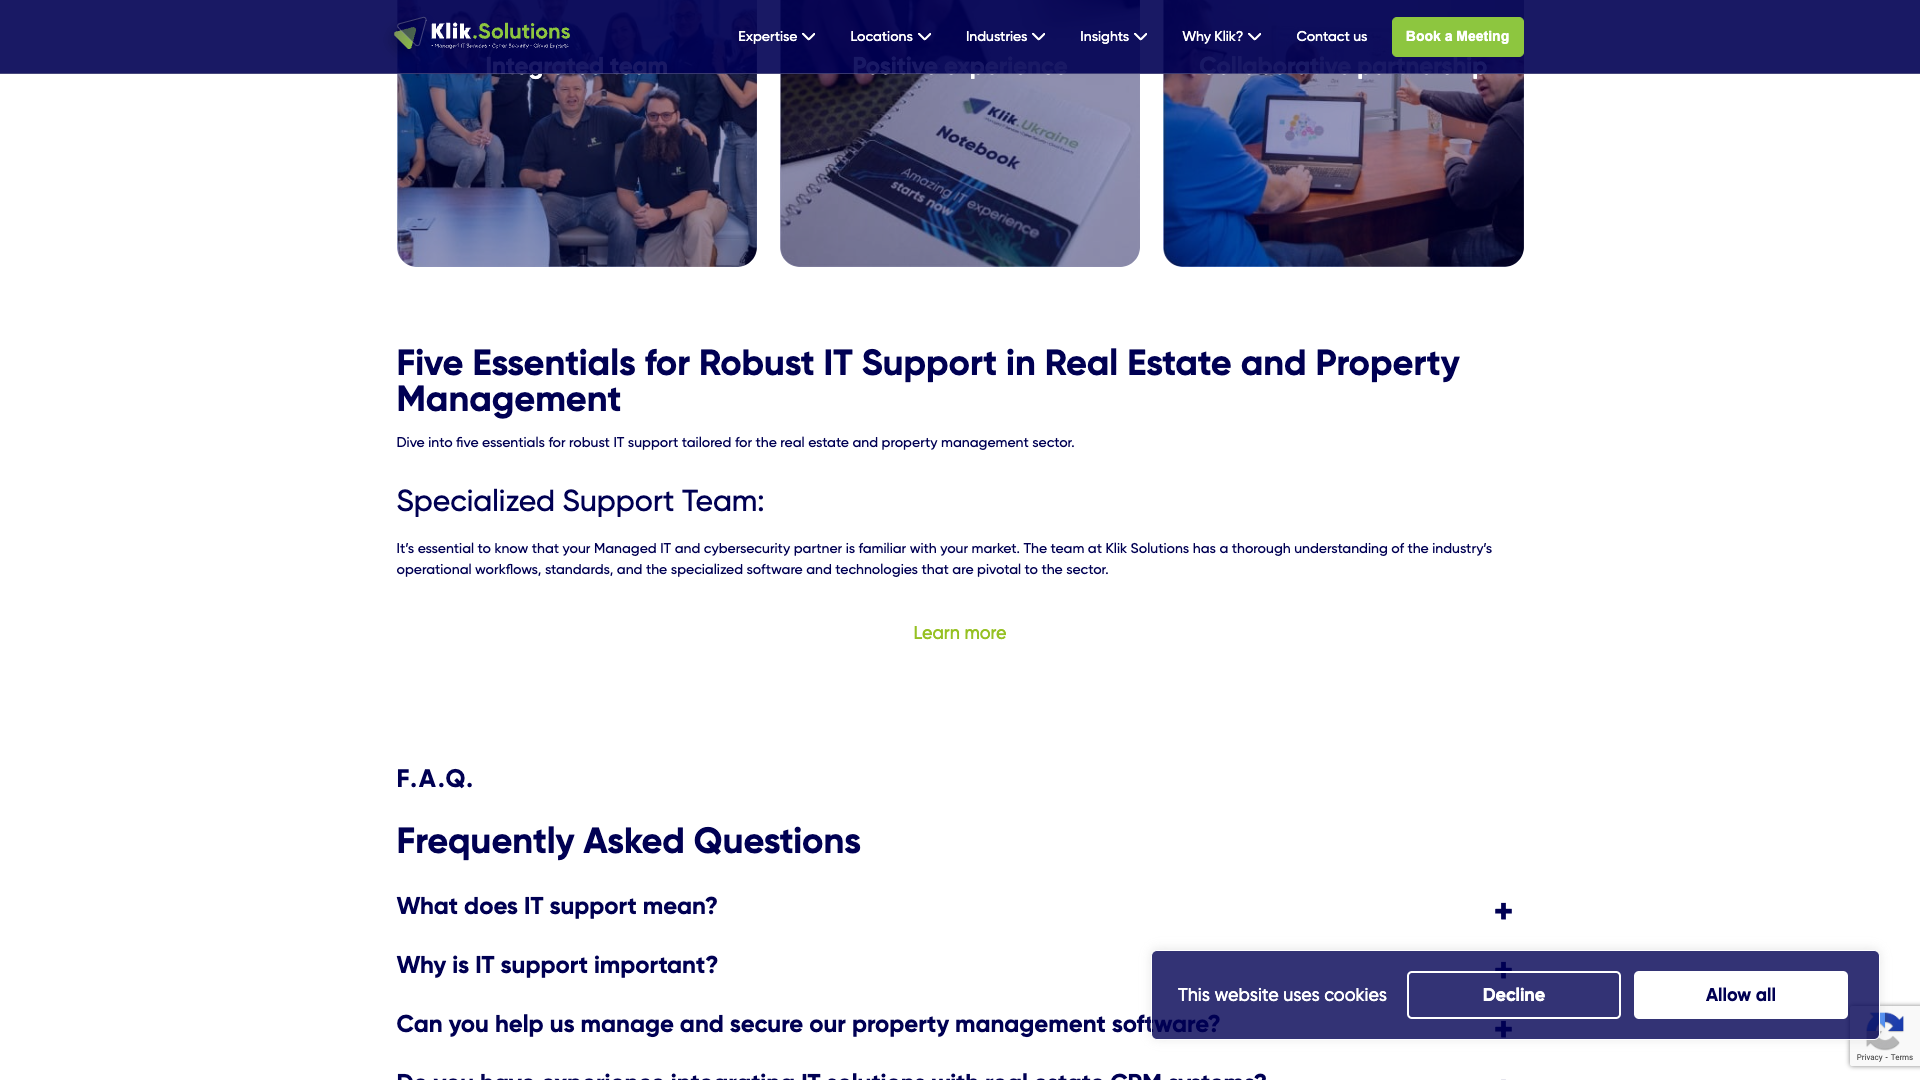 Klik.Solutions
• Managed IT Services • Cyber Security • Cloud Experts
Expertise
Locations
Industries
Insights
Why Klik?
Contact us
Book a Meeting
Integrated team
Positive experience
Collaborative partnership
Klik.Ukraine
Notebook
Amazing IT experience
starts now
Five Essentials for Robust IT Support in Real Estate and Property
Management
Dive into five essentials for robust IT support tailored for the real estate and property management sector.
Specialized Support Team:
It’s essential to know that your Managed IT and cybersecurity partner is familiar with your market. The team at Klik Solutions has a thorough understanding of the industry’s
operational workflows, standards, and the specialized software and technologies that are pivotal to the sector.
Learn more
F.A.Q.
Frequently Asked Questions
What does IT support mean?
+
Why is IT support important?
+
This website uses cookies
Decline
Allow all
Can you help us manage and secure our property management software?
+
Privacy - Terms
Do you have experience integrating IT solutions with real estate CRM systems?